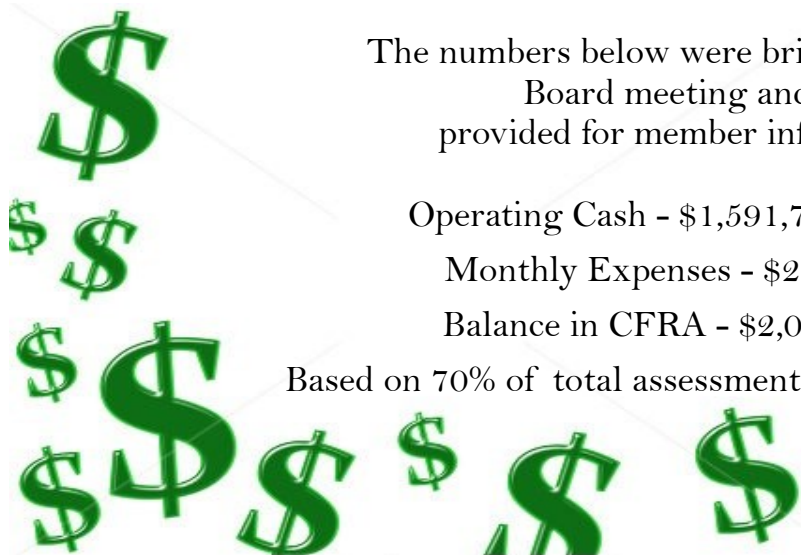 The numbers below were bri
Board meeting and
provided for member inf
Operating Cash - $1,591,7
Monthly Expenses - $2
Balance in CFRA - $2,0
Based on 70% of total assessment